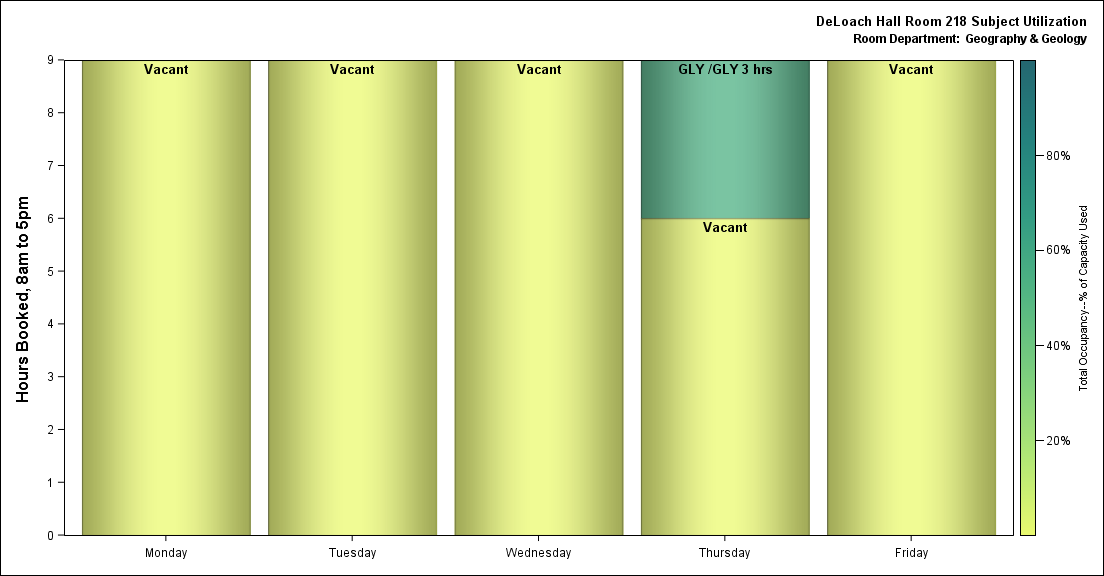 DeLoach Hall Room 218 Subject Utilization
Room Department:  Geography & Geology
Hours Booked, 8am to 5pm
9
8
7
6
5
4
3
2
1
0
Vacant
Vacant
Vacant
GLY /GLY 3 hrs
Vacant
Vacant
Monday
Tuesday
Wednesday
Thursday
Friday
80%
60%
40%
20%
Total Occupancy--% of Capacity Used